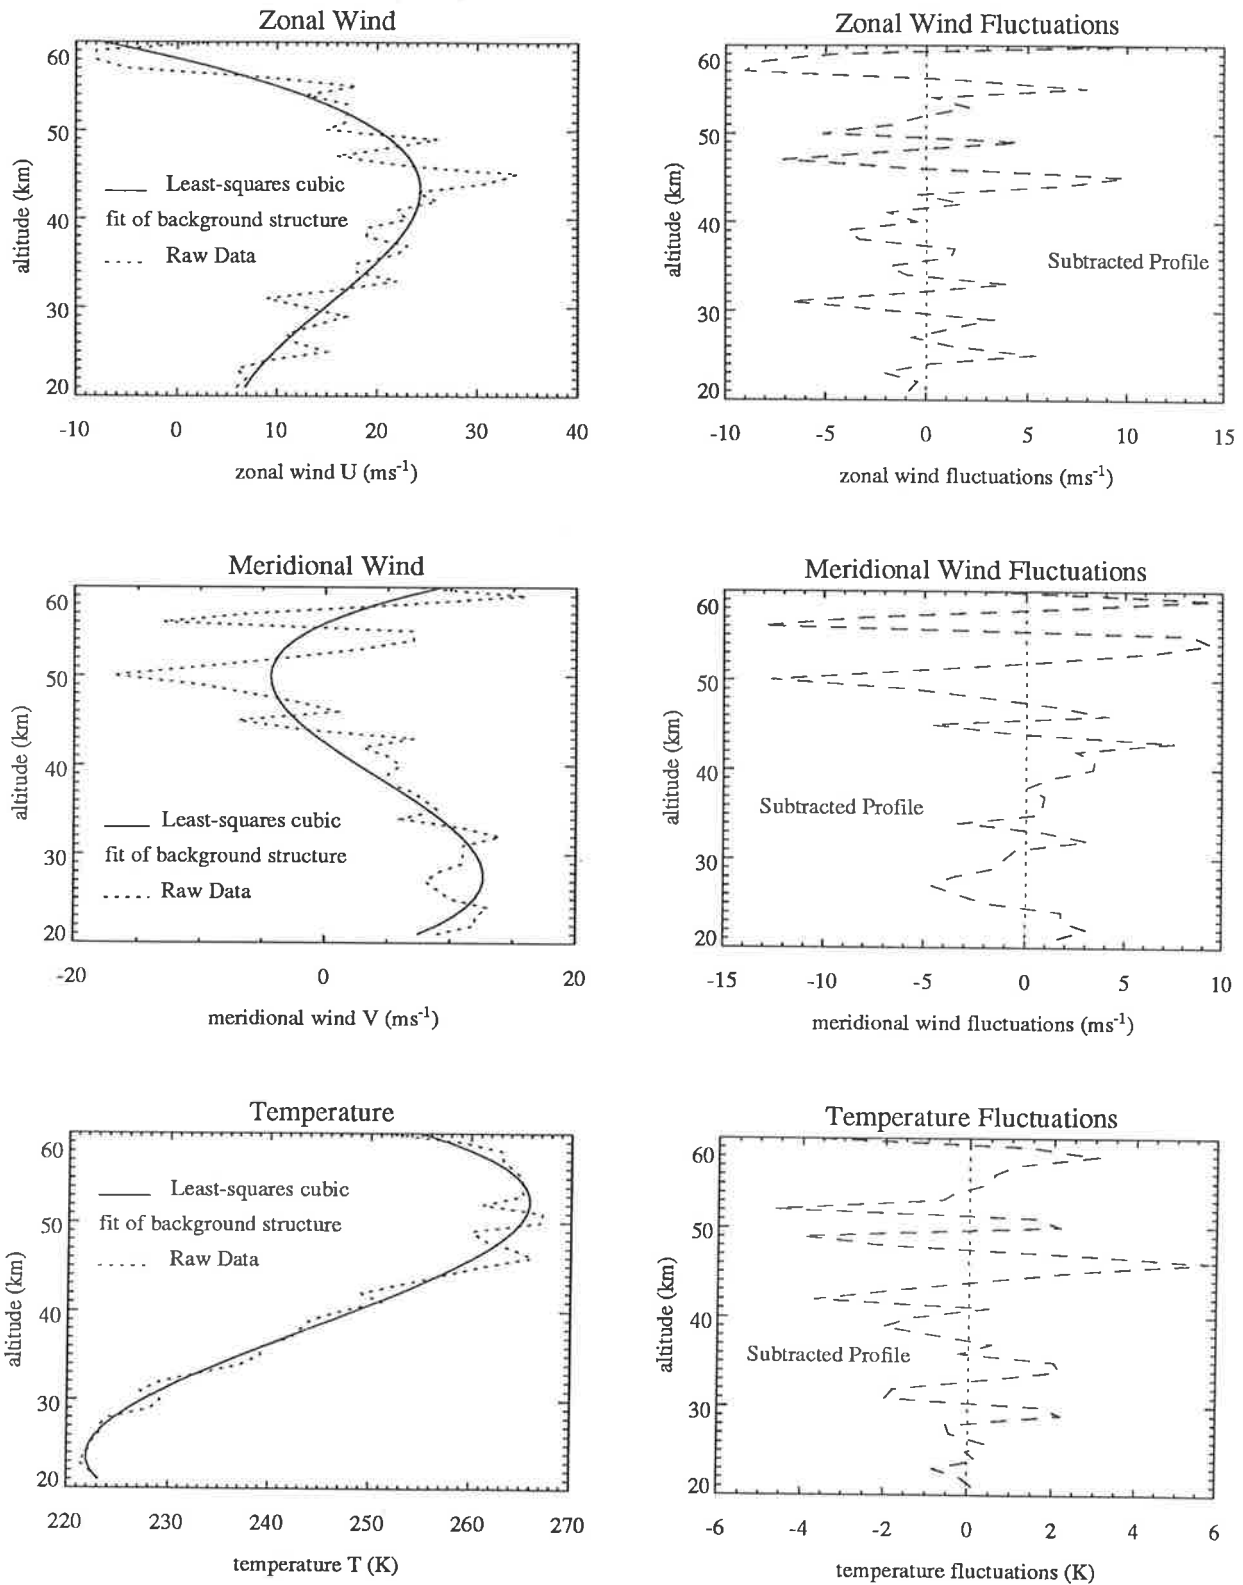 Zonal Wind
60
50
40
30
20
altitude (km)
Least-squares cubic
fit of background structure
Raw Data
-10 0 10 20 30 40
zonal wind U (ms⁻¹)
Zonal Wind Fluctuations
60
50
40
30
20
altitude (km)
Subtracted Profile
-10 -5 0 5 10 15
zonal wind fluctuations (ms⁻¹)
Meridional Wind
60
50
40
30
20
altitude (km)
Least-squares cubic
fit of background structure
Raw Data
-20 0 20
meridional wind V (ms⁻¹)
Meridional Wind Fluctuations
60
50
40
30
20
altitude (km)
Subtracted Profile
-15 -10 -5 0 5 10
meridional wind fluctuations (ms⁻¹)
Temperature
60
50
40
30
20
altitude (km)
Least-squares cubic
fit of background structure
Raw Data
220 230 240 250 260 270
temperature T (K)
Temperature Fluctuations
60
50
40
30
20
altitude (km)
Subtracted Profile
-6 -4 -2 0 2 4 6
temperature fluctuations (K)